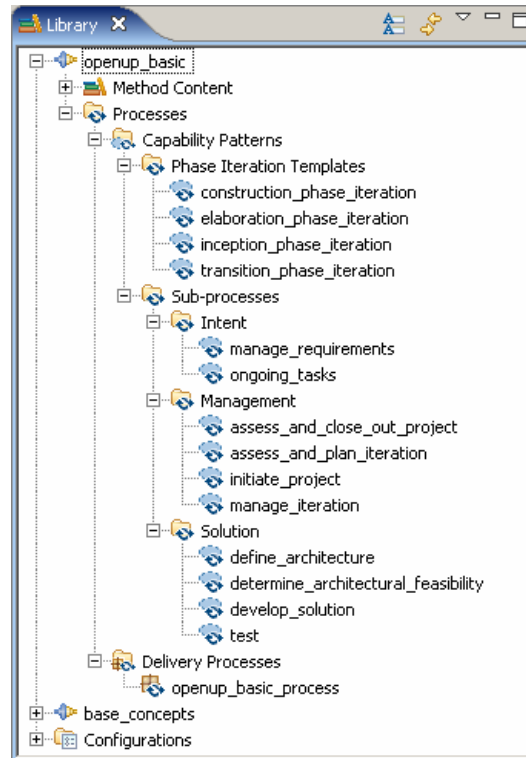 Library
openup_basic
Method Content
Processes
Capability Patterns
Phase Iteration Templates
construction_phase_iteration
elaboration_phase_iteration
inception_phase_iteration
transition_phase_iteration
Sub-processes
Intent
manage_requirements
ongoing_tasks
Management
assess_and_close_out_project
assess_and_plan_iteration
initiate_project
manage_iteration
Solution
define_architecture
determine_architectural_feasibility
develop_solution
test
Delivery Processes
openup_basic_process
base_concepts
Configurations